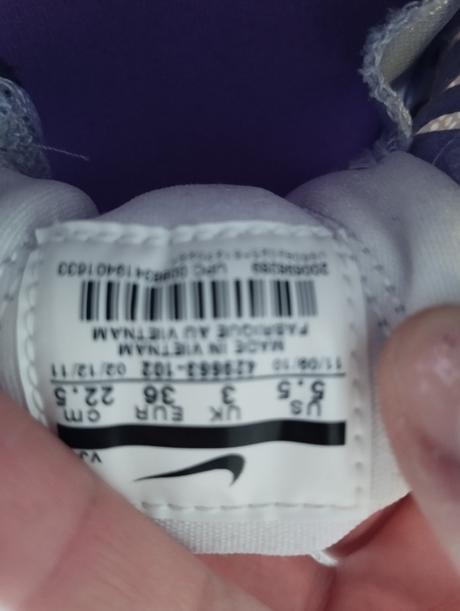 US UK EUR cm
5.5 3 36 22.5
11/09/10 429663-102 02/12/11
MADE IN VIETNAM
FABRIQUE AU VIETNAM
UPC